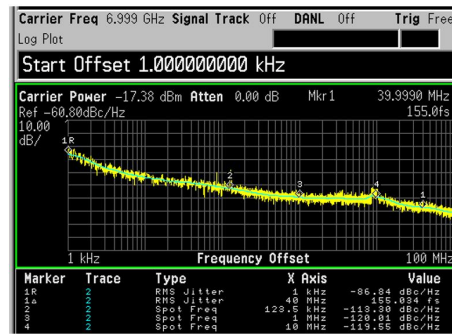 Carrier Freq 6.999 GHz Signal Track Off DANL Off Trig Free
Log Plot
Start Offset 1.000000000 kHz
Carrier Power -17.38 dBm Atten 0.00 dB Mkr1 39.9990 MHz
Ref -60.80dBc/Hz 155.0fs
10.00
dB/
1R
2
3
4
1
1 kHz Frequency Offset 100 MHz
Marker Trace Type X Axis Value
1R 2 RMS Jitter 1 kHz -86.84 dBc/Hz
1Δ 2 RMS Jitter 40 MHz 155.034 fs
2 2 Spot Freq 123.5 kHz -113.30 dBc/Hz
3 2 Spot Freq 1 MHz -120.01 dBc/Hz
4 2 Spot Freq 10 MHz -119.55 dBc/Hz